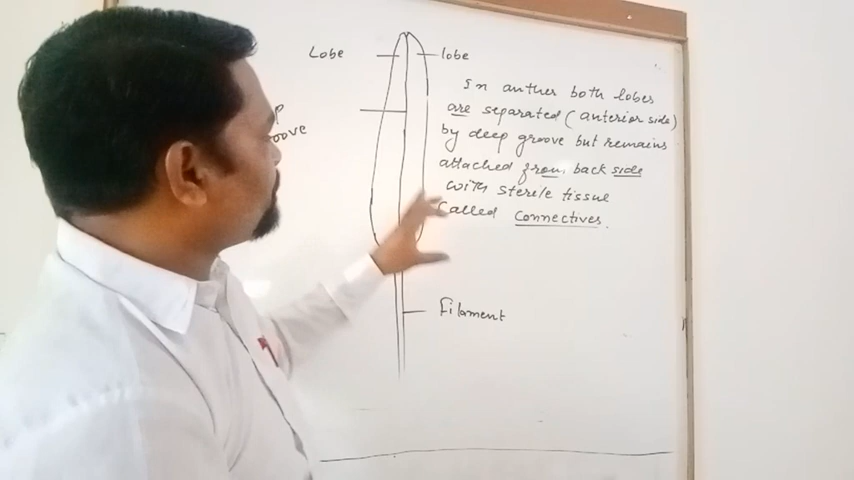 Lobe
lobe
In anther both lobes
are separated (anterior side)
by deep groove but remains
attached from back side
with sterile tissue
called connectives.
Filament